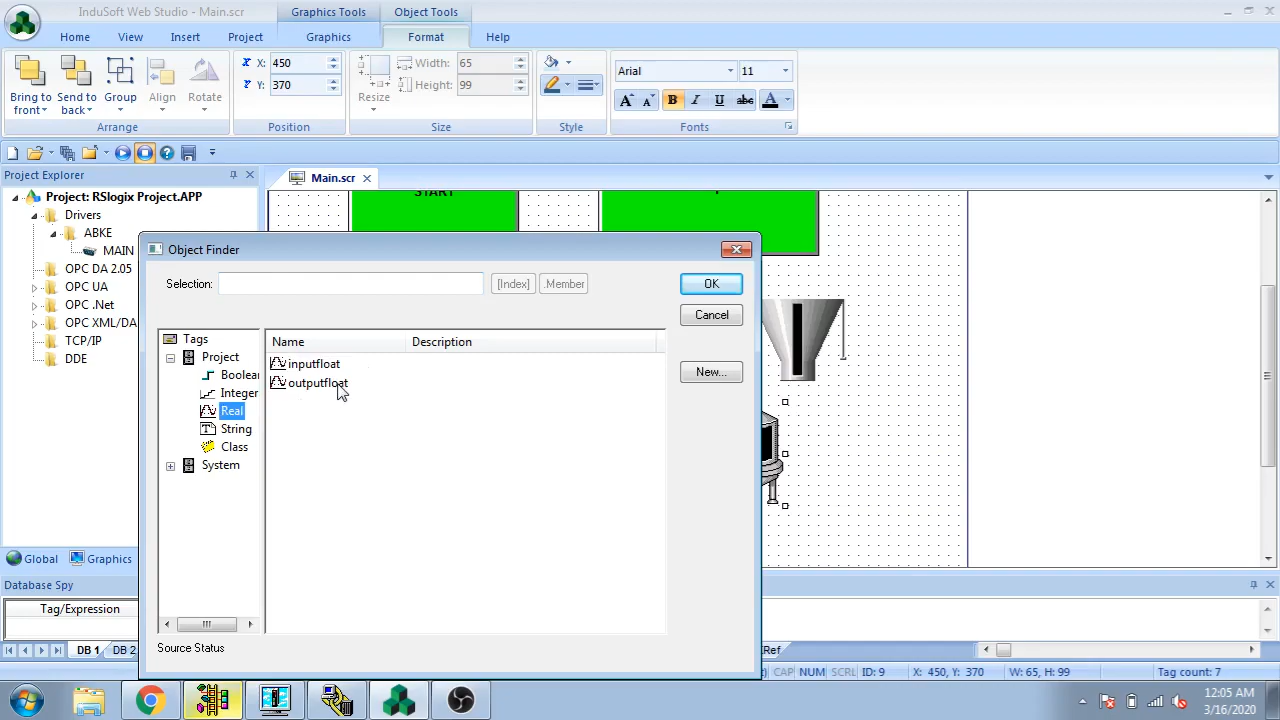 InduSoft Web Studio - Main.scr
Graphics Tools
Object Tools
Home
View
Insert
Project
Graphics
Format
Help
Bring to front
Send to back
Group
Align
Rotate
Arrange
X: 450
Y: 370
Position
Resize
Width: 65
Height: 99
Size
Style
Arial
11
B I U abc A
Fonts
Project Explorer
Main.scr
Project: RSlogix Project.APP
Drivers
ABKE
MAIN
OPC DA 2.05
OPC UA
OPC .Net
OPC XML/DA
TCP/IP
DDE
START
Object Finder
Selection:
[Index]
Member
OK
Cancel
New...
Tags
Project
Boolean
Integer
Real
String
Class
System
Name
Description
inputfloat
outputfloat
Source Status
Global
Graphics
Database Spy
Tag/Expression
DB 1
DB 2
XRef
CAP
NUM
SCRL
ID: 9
X: 450, Y: 370
W: 65, H: 99
Tag count: 7
12:05 AM
3/16/2020